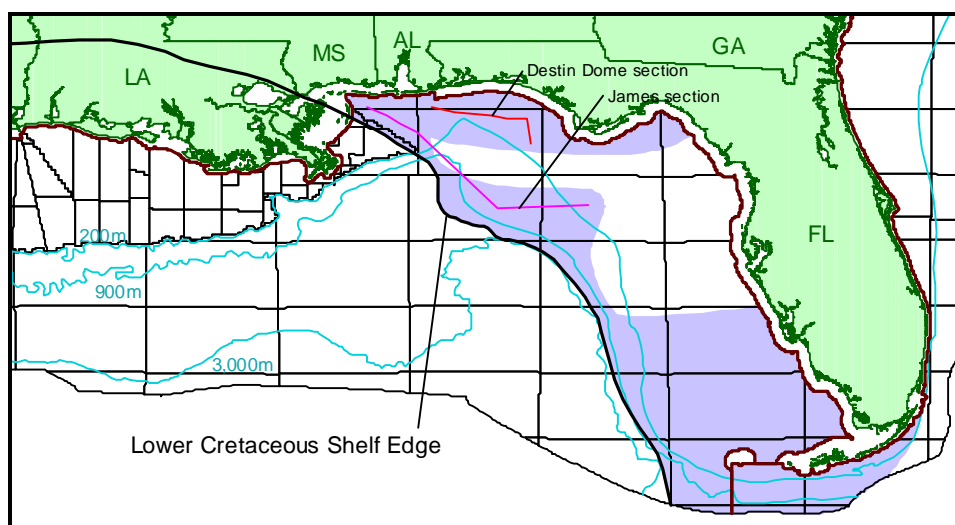 GA
AL
MS
LA
Destin Dome section
James section
FL
200m
900m
3,000m
Lower Cretaceous Shelf Edge